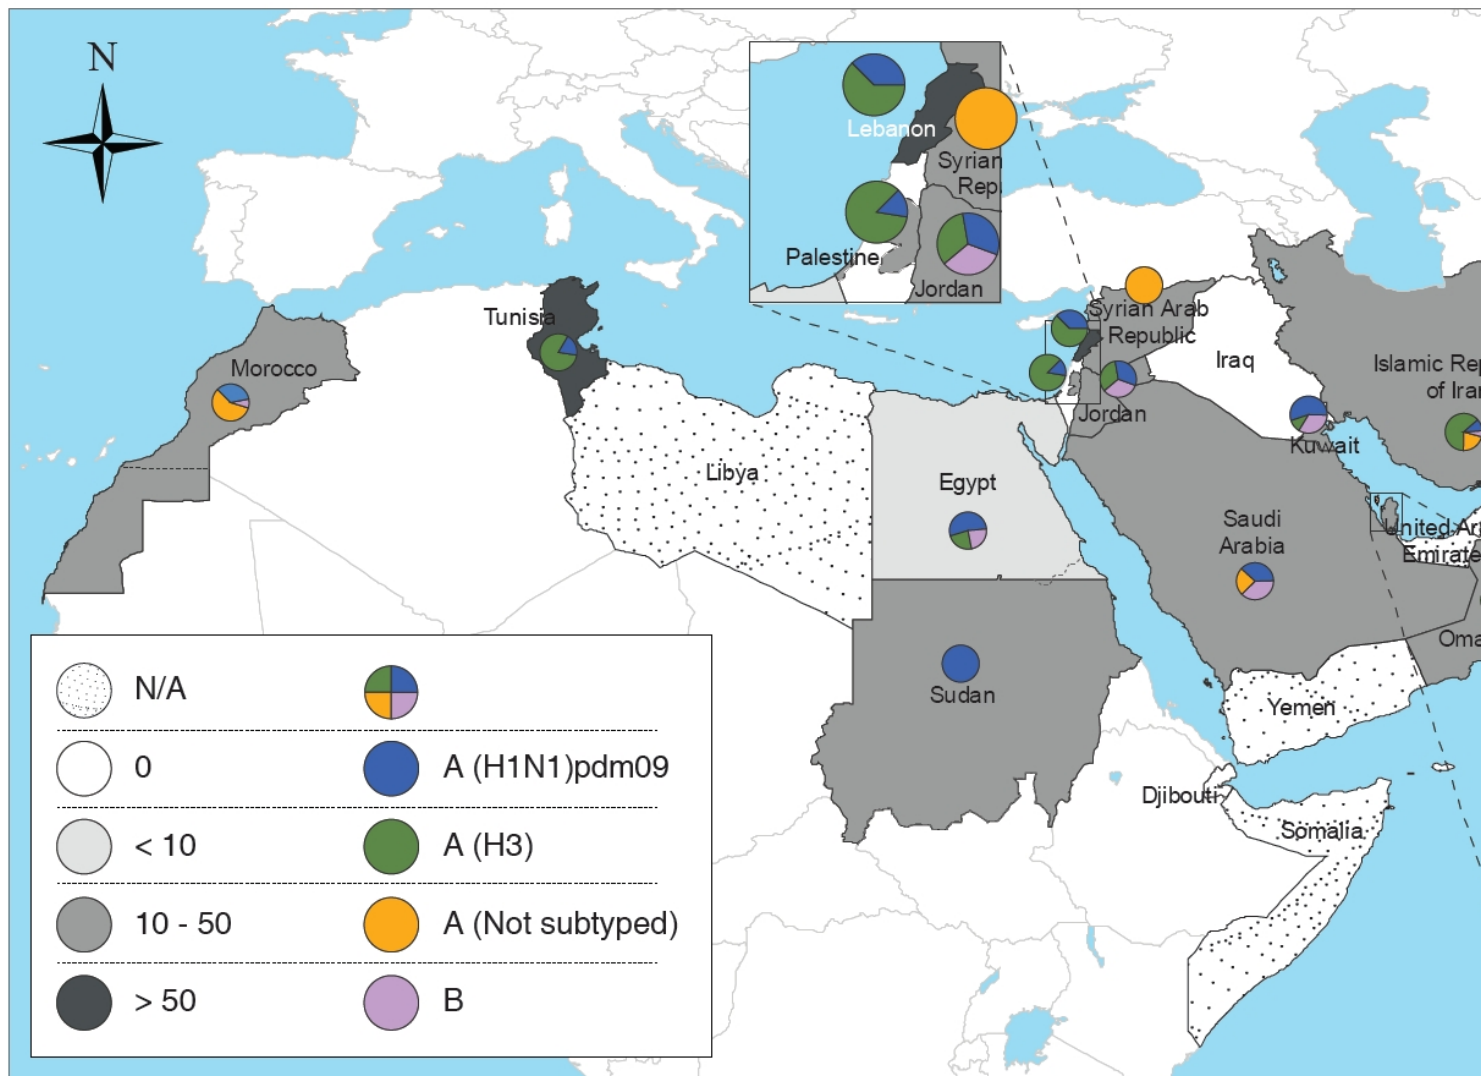 N
Lebanon
Syrian
Rep.
Palestine
Jordan
Tunisia
Morocco
Syrian Arab
Republic
Iraq
Islamic Rep
of Iran
Jordan
Kuwait
Libya
Egypt
Saudi
Arabia
United Ar
Emirate
Oma
Sudan
Yemen
Djibouti
Somalia
N/A
0
A (H1N1)pdm09
< 10
A (H3)
10 - 50
A (Not subtyped)
> 50
B